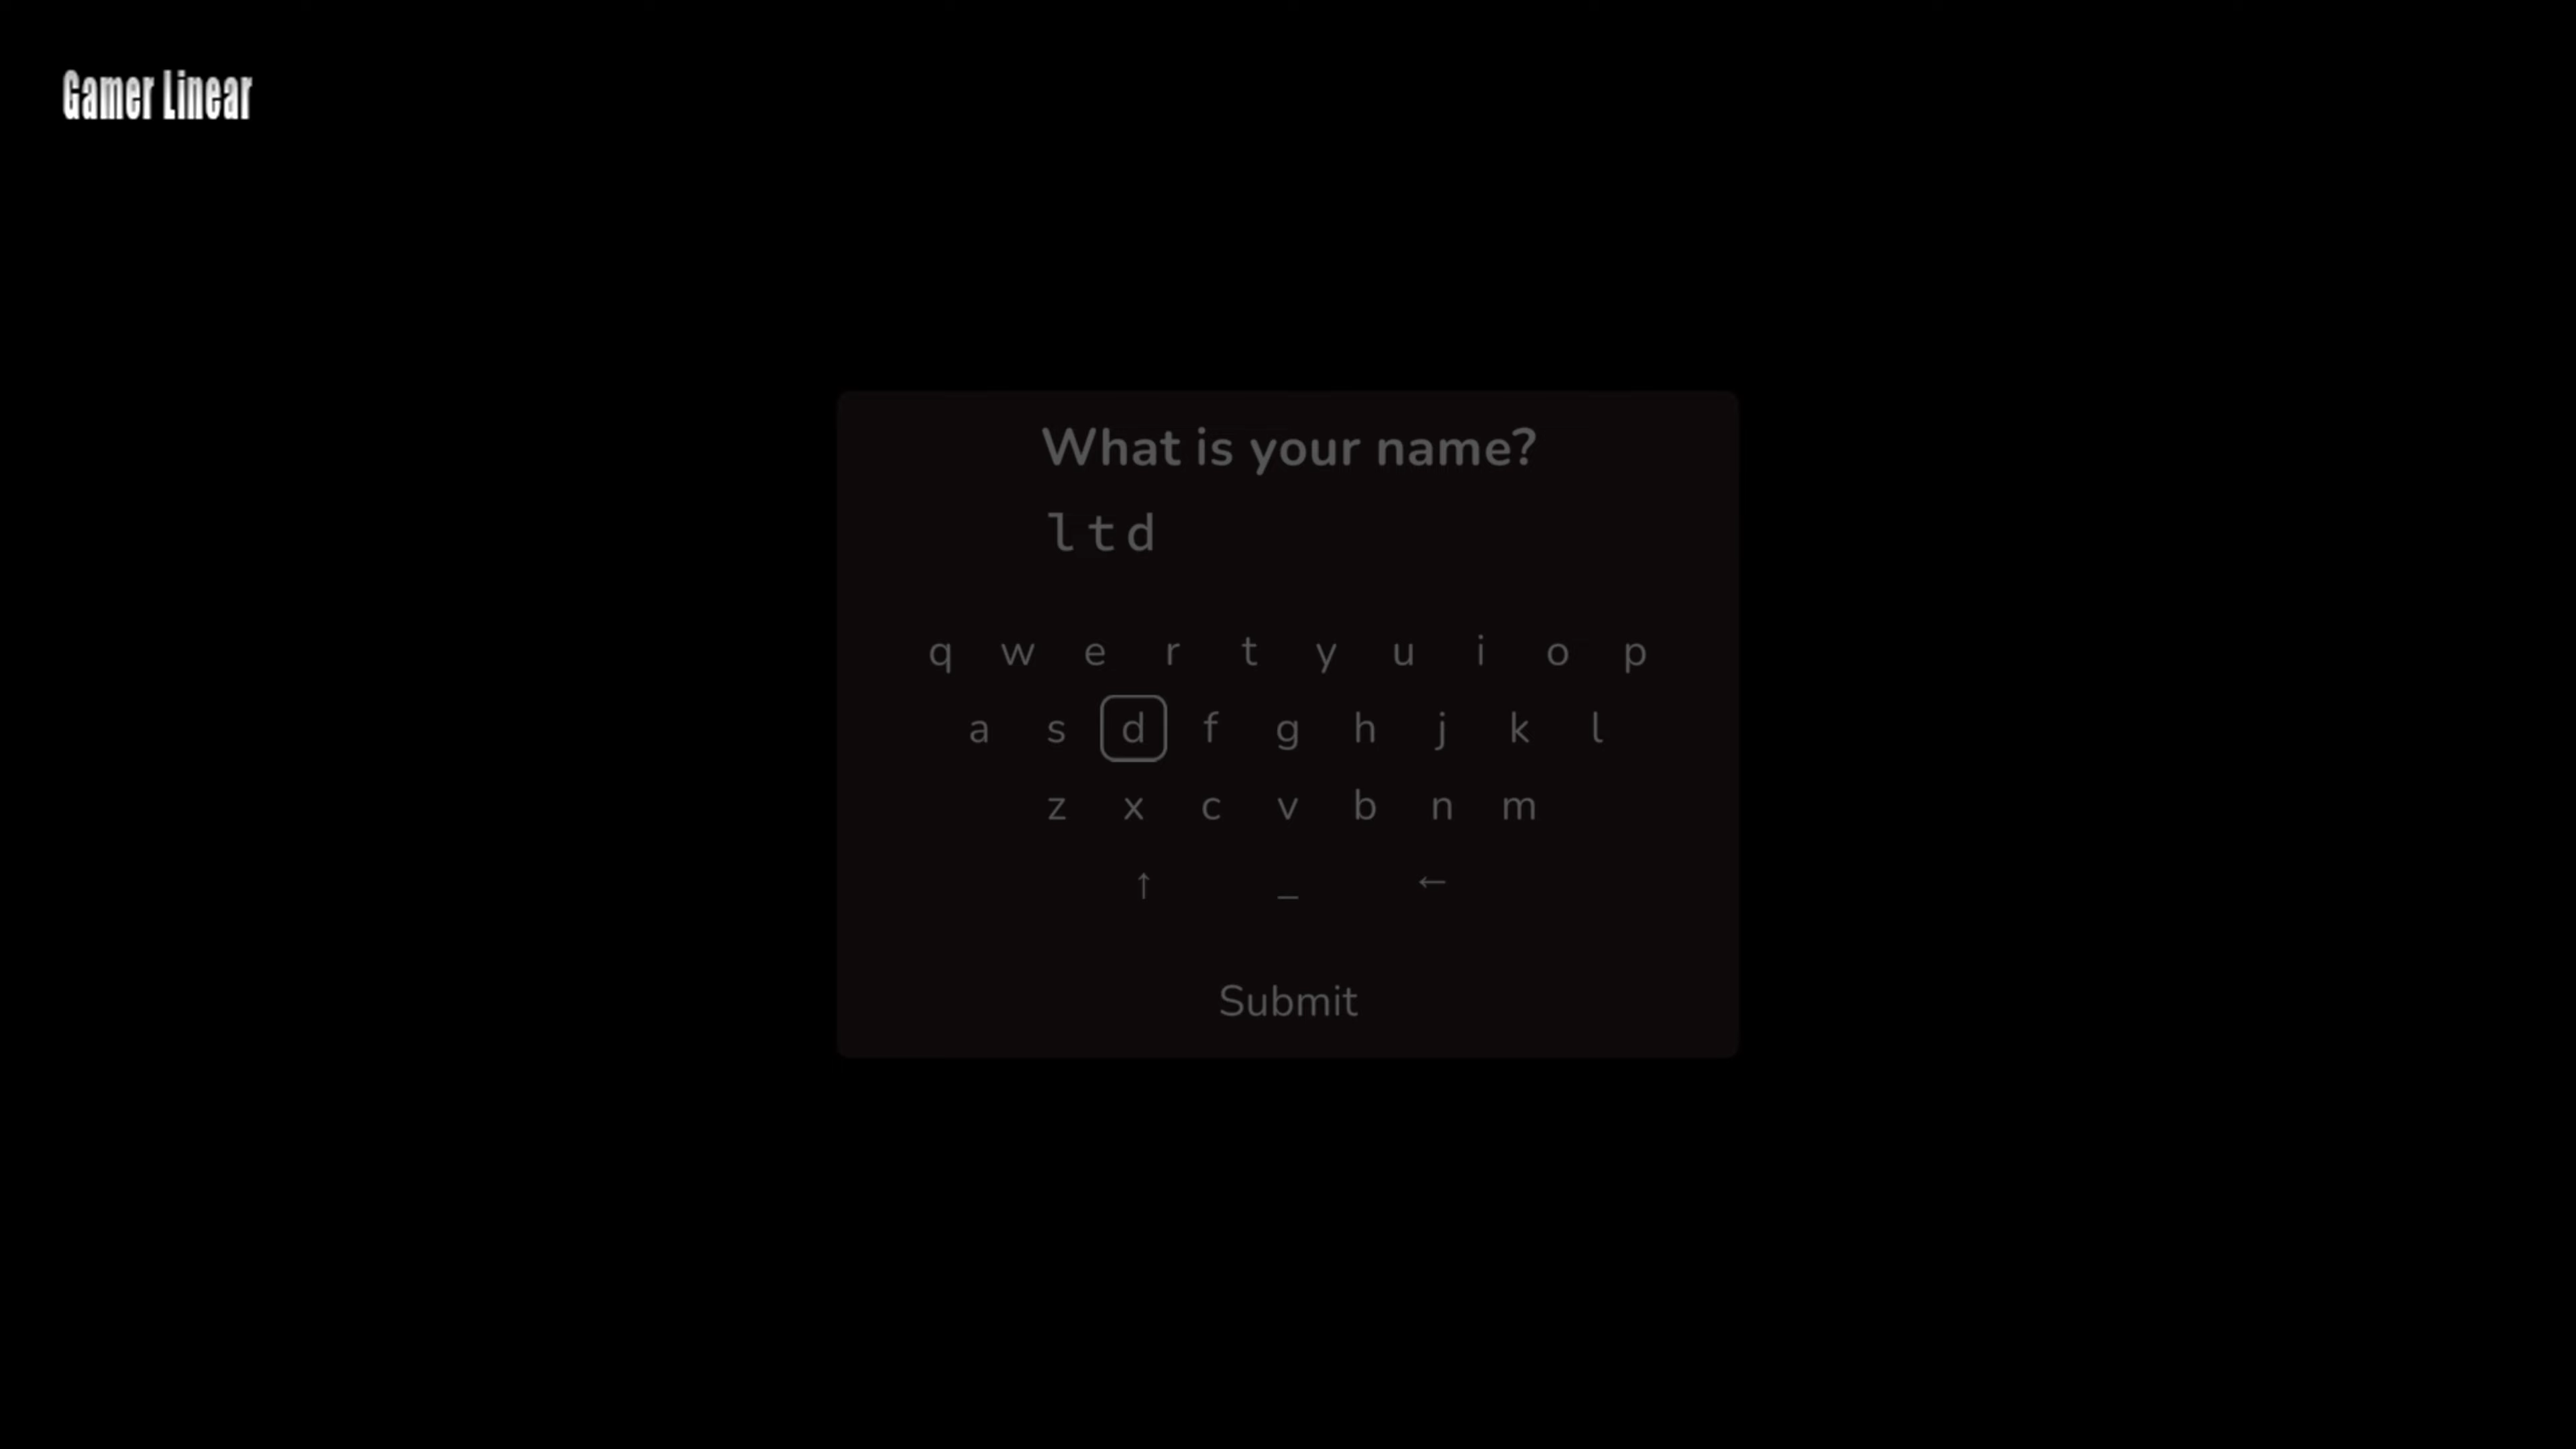 Gamer Linear
What is your name?
ltd
q w e r t y u i o p
a s d f g h j k l
z x c v b n m
↑ _ ←
Submit